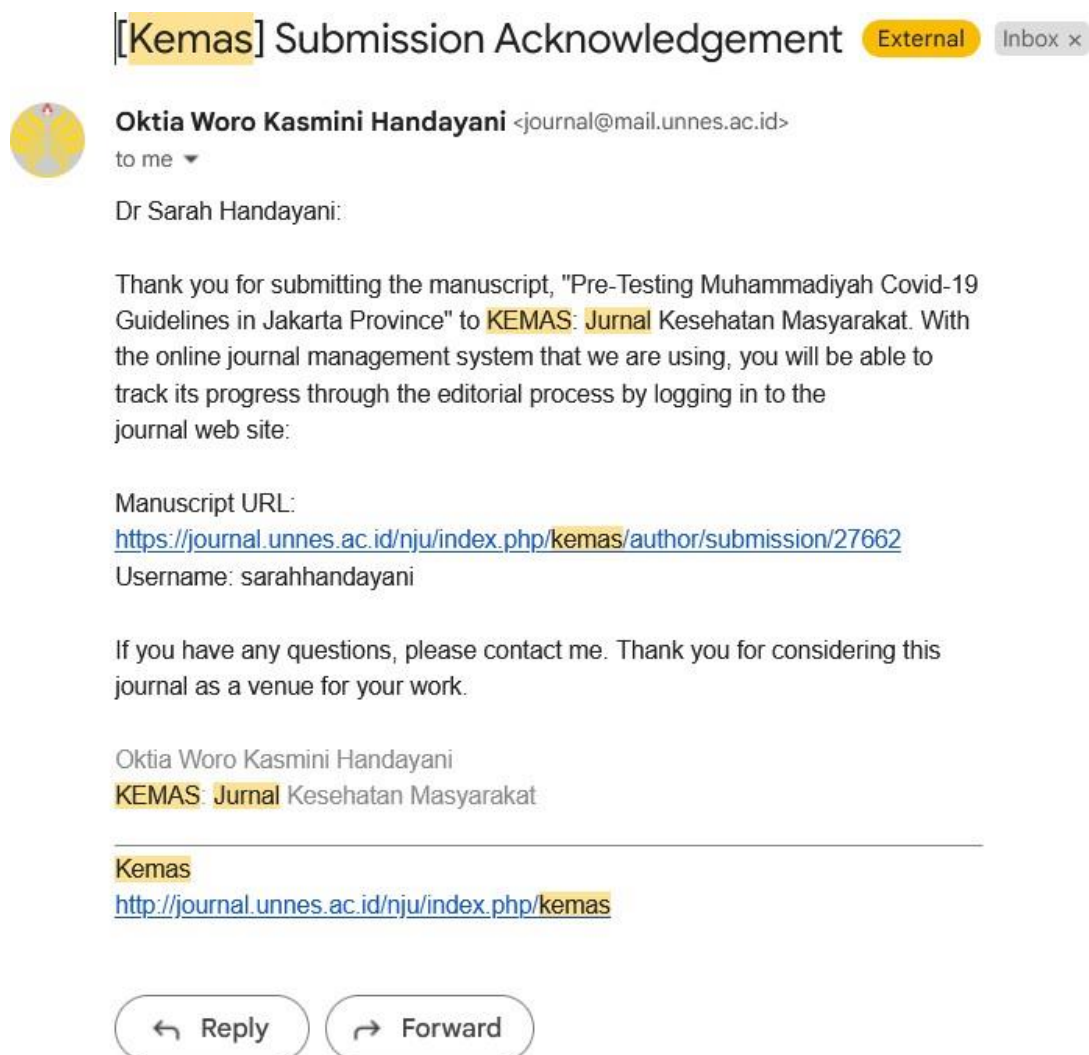 [Kemas] Submission Acknowledgement External Inbox ×
Oktia Woro Kasmini Handayani <journal@mail.unnes.ac.id>
to me
Dr Sarah Handayani:
Thank you for submitting the manuscript, "Pre-Testing Muhammadiyah Covid-19
Guidelines in Jakarta Province" to KEMAS: Jurnal Kesehatan Masyarakat. With
the online journal management system that we are using, you will be able to
track its progress through the editorial process by logging in to the
journal web site:
Manuscript URL:
https://journal.unnes.ac.id/nju/index.php/kemas/author/submission/27662
Username: sarahhandayani
If you have any questions, please contact me. Thank you for considering this
journal as a venue for your work.
Oktia Woro Kasmini Handayani
KEMAS: Jurnal Kesehatan Masyarakat
Kemas
http://journal.unnes.ac.id/nju/index.php/kemas
Reply Forward